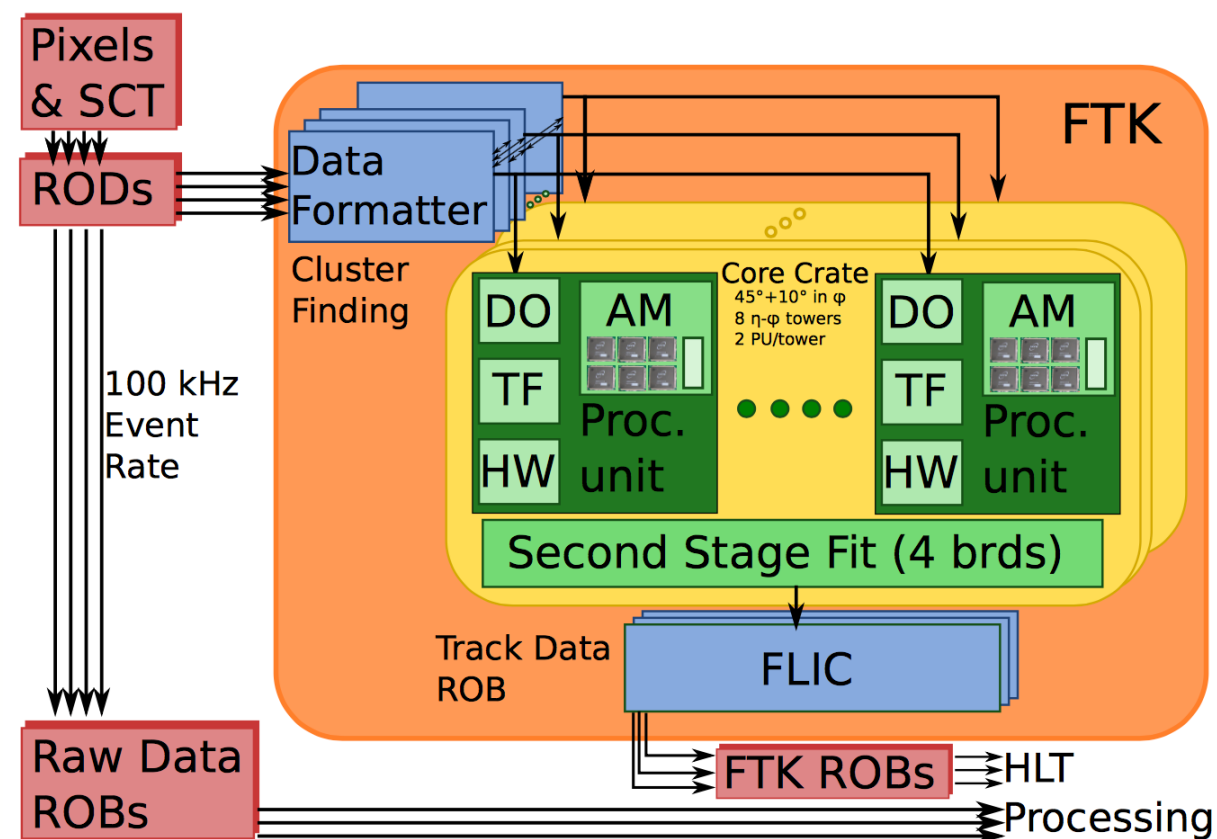 Pixels
& SCT
RODs
Data
Formatter
FTK
Cluster
Finding
100 kHz
Event
Rate
Core Crate
45°+10° in φ
8 η-φ towers
2 PU/tower
DO
AM
TF
Proc.
HW
unit
DO
AM
TF
Proc.
HW
unit
Second Stage Fit (4 brds)
Track Data
ROB
FLIC
Raw Data
ROBs
FTK ROBs
HLT
Processing